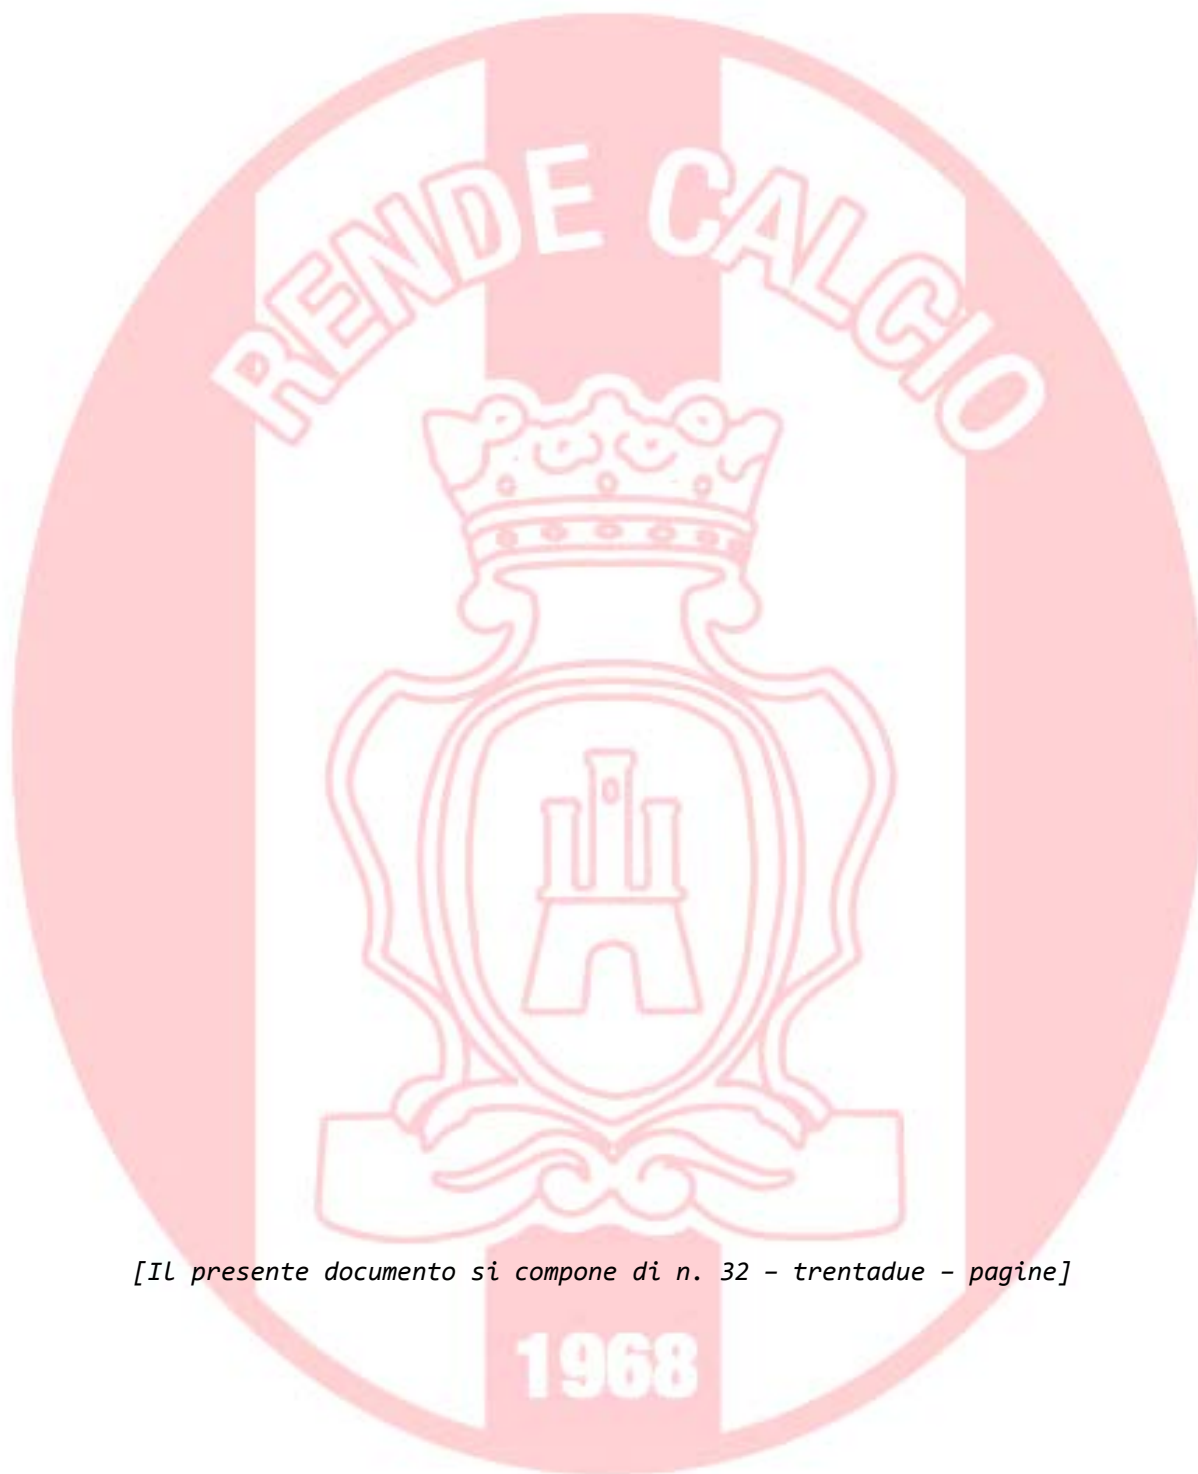 RENDE CALCIO
[Il presente documento si compone di n. 32 – trentadue – pagine]
1968